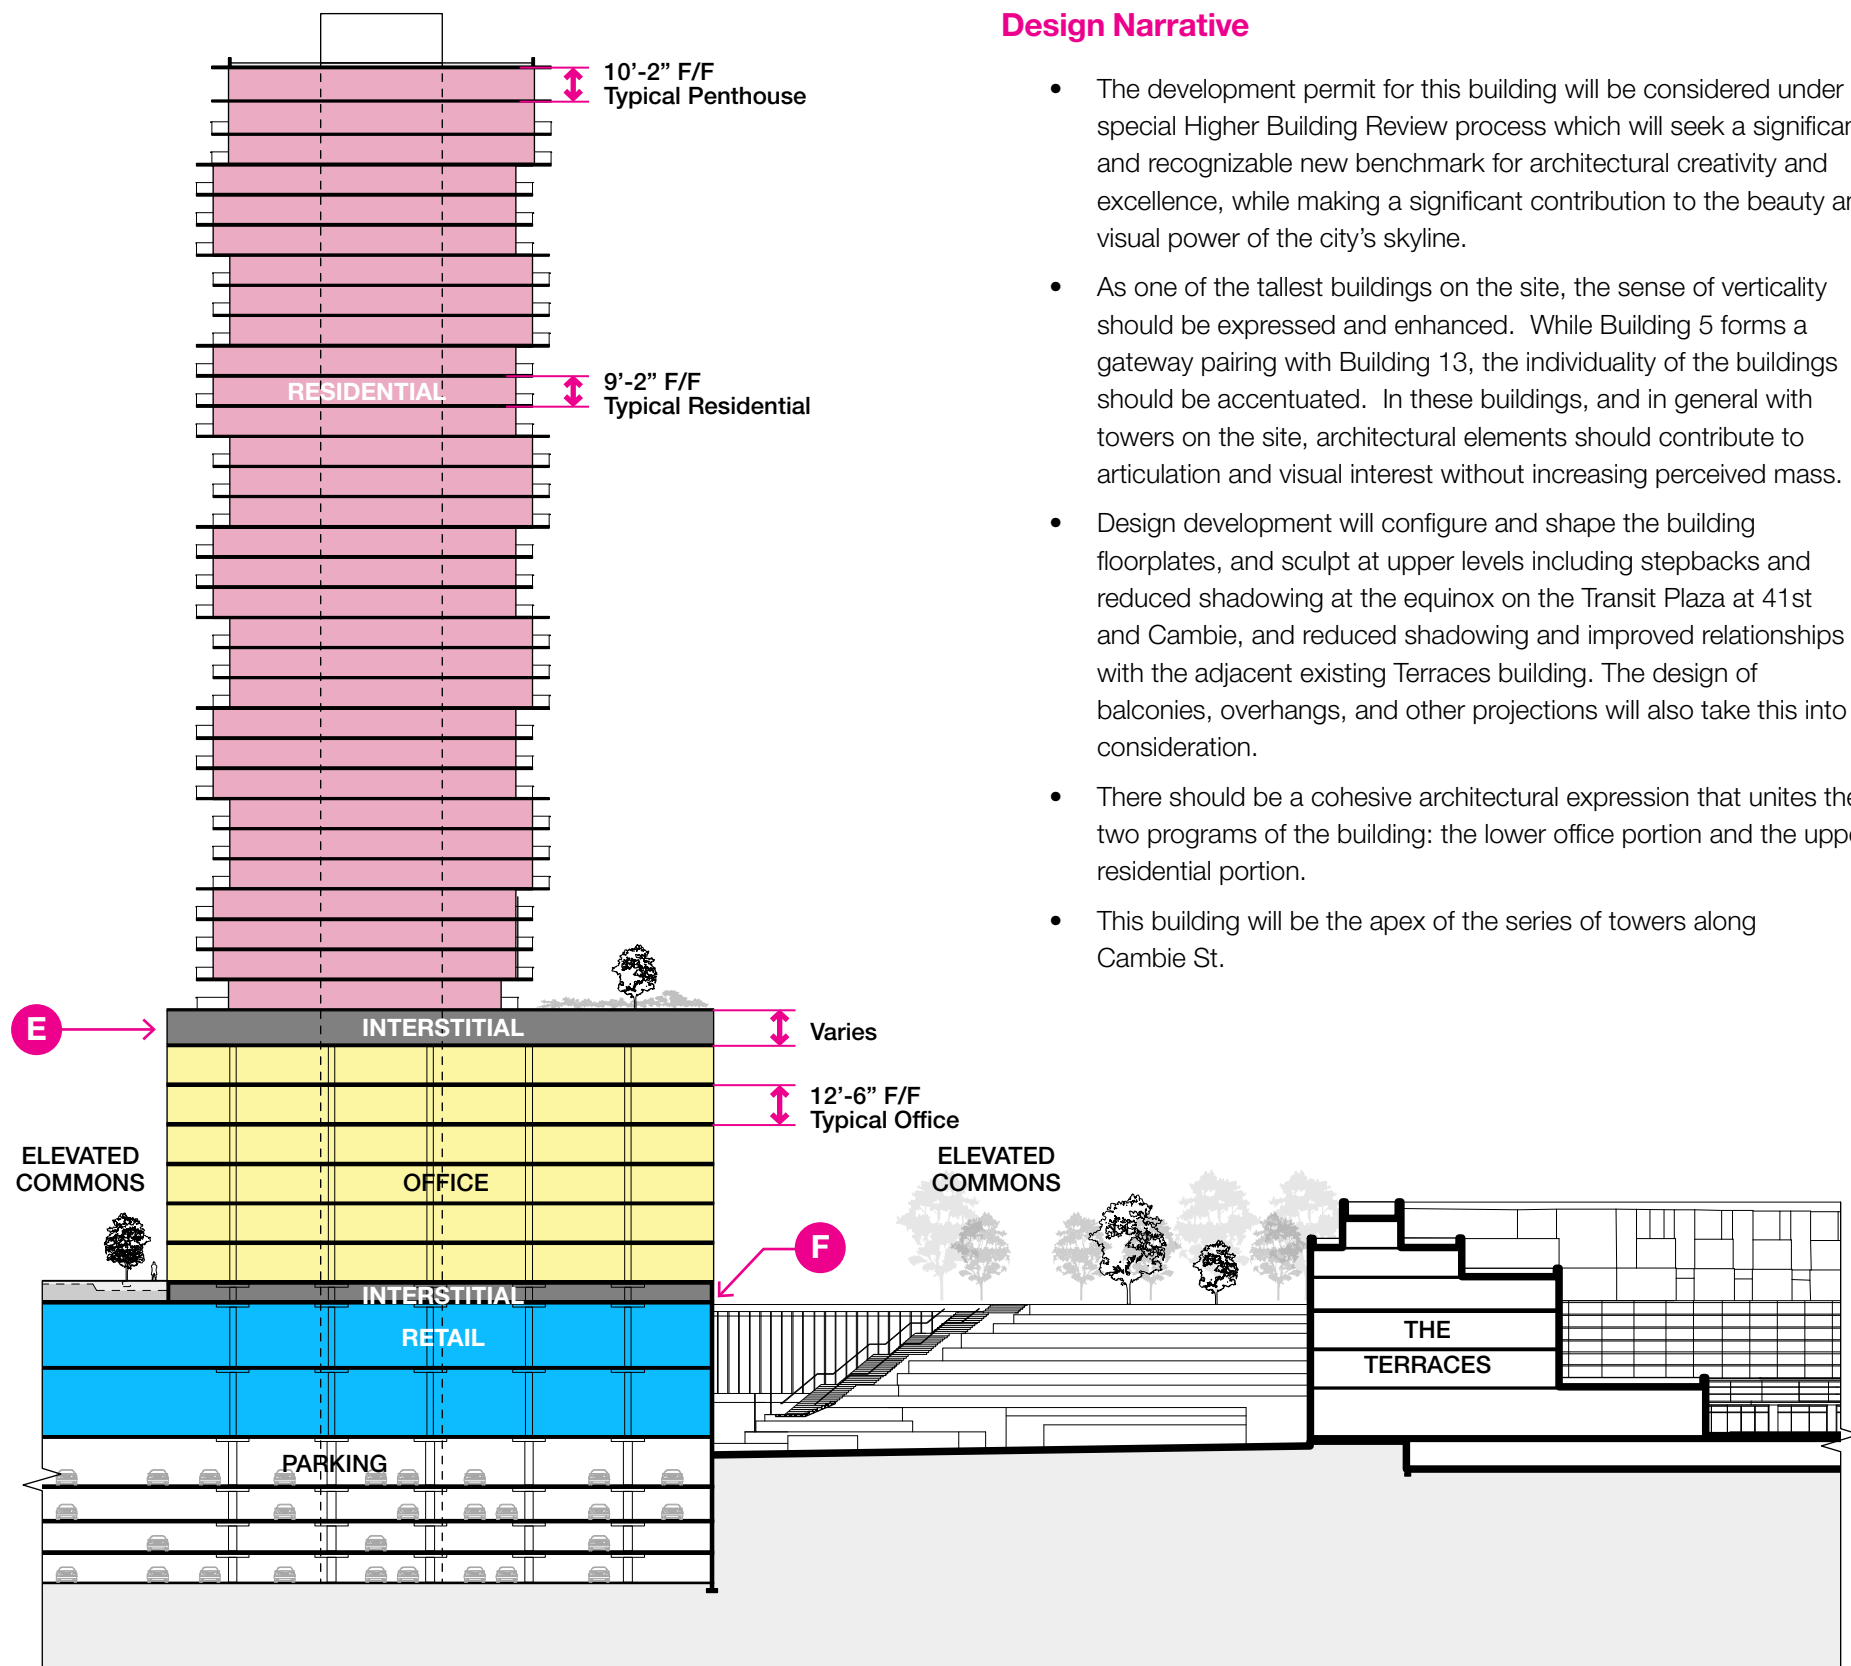 Design Narrative
• The development permit for this building will be considered under
special Higher Building Review process which will seek a
and recognizable new benchmark for architectural creativity and
excellence, while making a significant contribution to the beauty
visual power of the city’s skyline.
• As one of the tallest buildings on the site, the sense of verticality
should be expressed and enhanced. While Building 5 forms a
gateway pairing with Building 13, the individuality of the buildings
should be accentuated. In these buildings, and in general with
towers on the site, architectural elements should contribute to
articulation and visual interest without increasing perceived mass.
• Design development will configure and shape the building
floorplates, and sculpt at upper levels including stepbacks and
reduced shadowing at the equinox on the Transit Plaza at 41st
and Cambie, and reduced shadowing and improved relationships
with the adjacent existing Terraces building. The design of
balconies, overhangs, and other projections will also take this into
consideration.
• There should be a cohesive architectural expression that unites
two programs of the building: the lower office portion and the
residential portion.
• This building will be the apex of the series of towers along
Cambie St.
10’-2” F/F
Typical Penthouse
RESIDENTIAL
9’-2” F/F
Typical Residential
E
INTERSTITIAL
Varies
12’-6” F/F
Typical Office
ELEVATED
COMMONS
OFFICE
ELEVATED
COMMONS
F
INTERSTITIAL
RETAIL
THE
TERRACES
PARKING